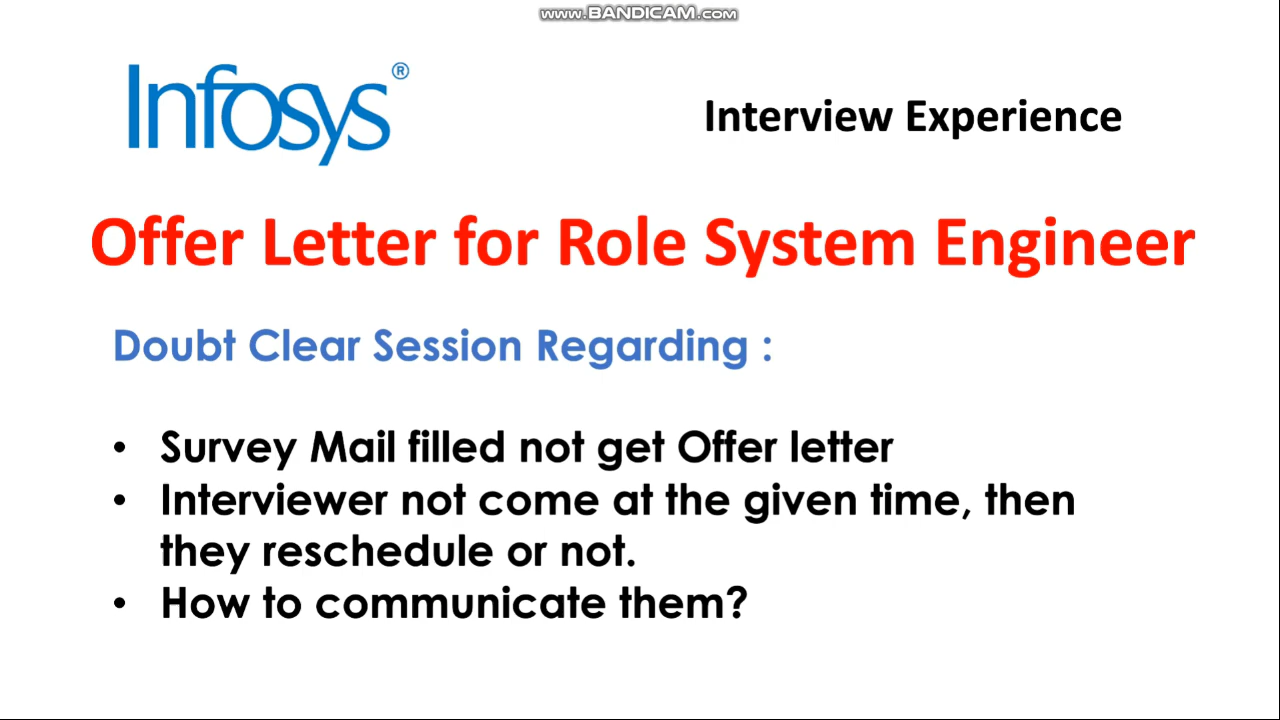 www.BANDICAM.com
Infosys®
Interview Experience
Offer Letter for Role System Engineer
Doubt Clear Session Regarding :
• Survey Mail filled not get Offer letter
• Interviewer not come at the given time, then
they reschedule or not.
• How to communicate them?